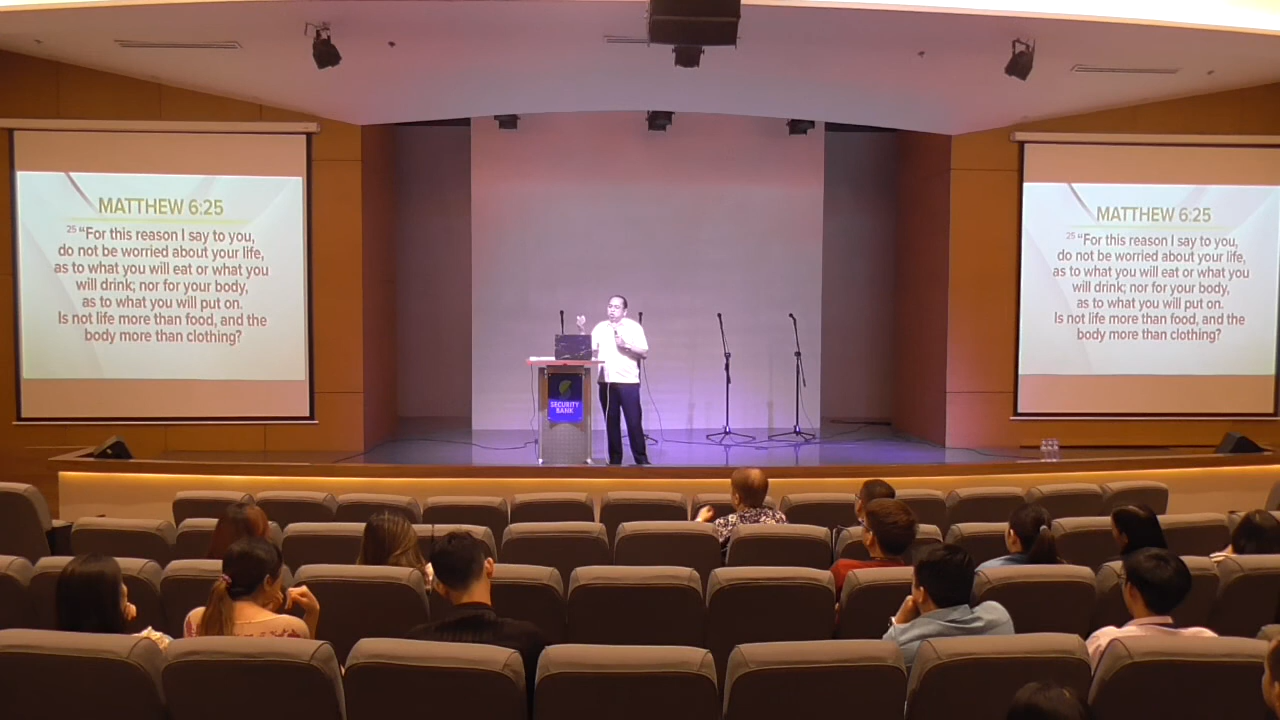 MATTHEW 6:25
25 “For this reason I say to you,
do not be worried about your life,
as to what you will eat or what you
will drink; nor for your body,
as to what you will put on.
Is not life more than food, and the
body more than clothing?
SECURITY
BANK
MATTHEW 6:25
25 “For this reason I say to you,
do not be worried about your life,
as to what you will eat or what you
will drink; nor for your body,
as to what you will put on.
Is not life more than food, and the
body more than clothing?